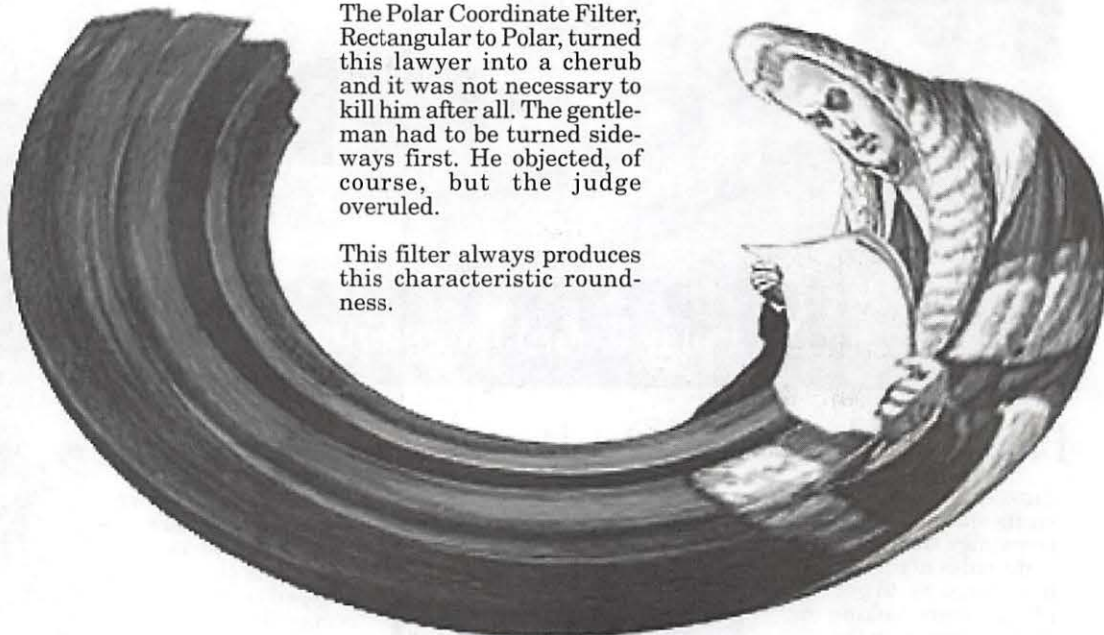 The Polar Coordinate Filter,
Rectangular to Polar, turned
this lawyer into a cherub
and it was not necessary to
kill him after all. The gentle-
man had to be turned side-
ways first. He objected, of
course, but the judge
overuled.
This filter always produces
this characteristic round-
ness.